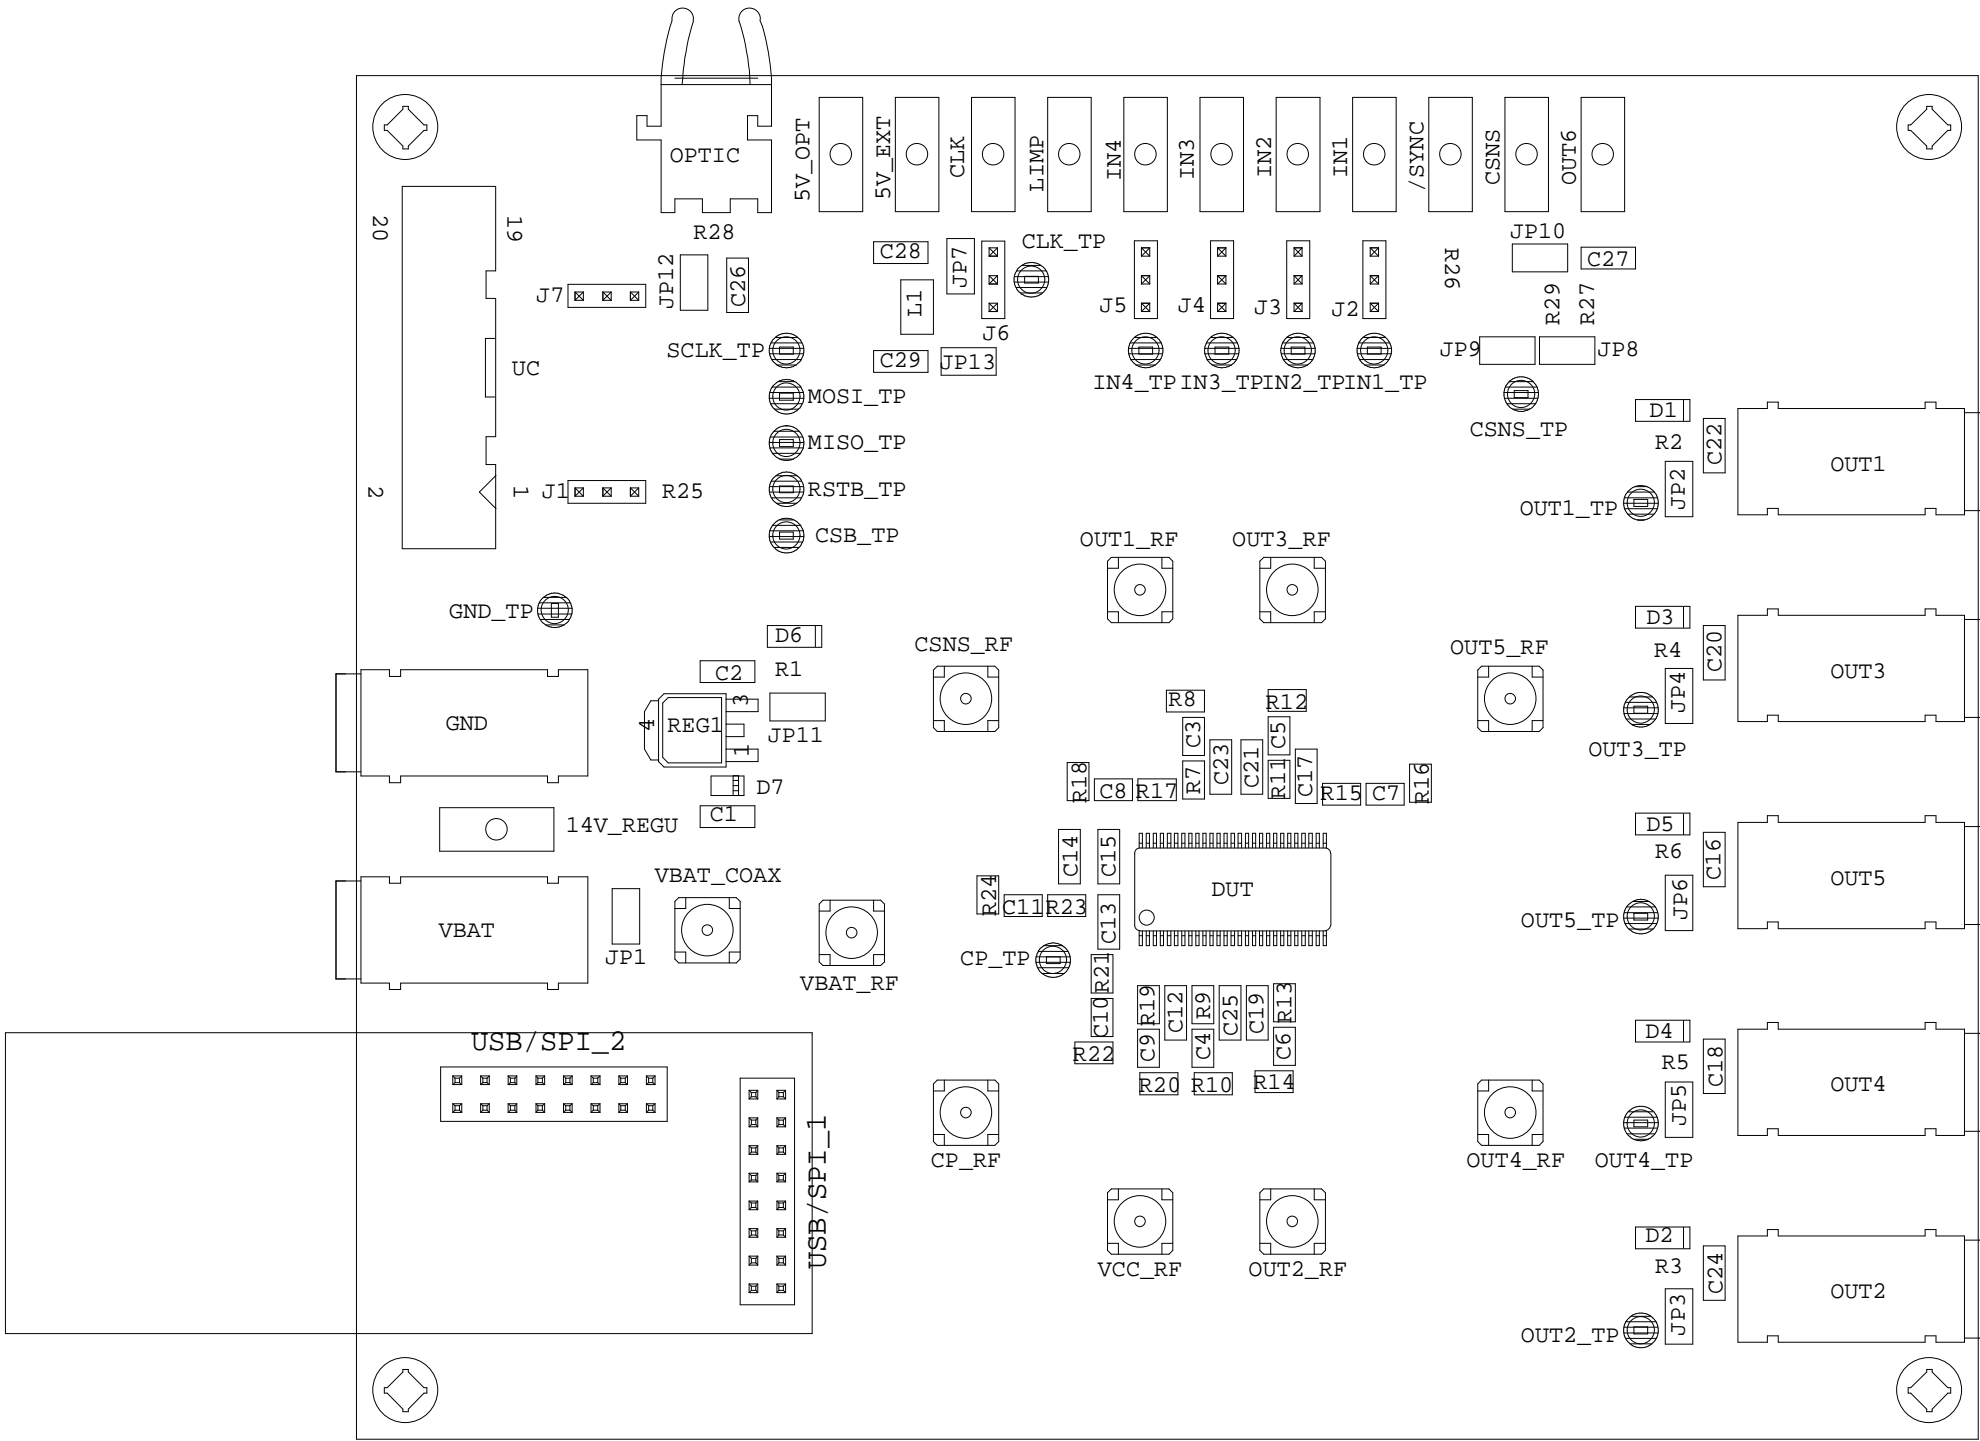 OPTIC
5V_OPT
5V_EXT
CLK
LIMP
IN4
IN3
IN2
IN1
/SYNC
CSNS
OUT6
20
19
R28
C28
JP7
CLK_TP
JP10
R26
C27
J7
JP12
C26
L1
J6
J5
J4
J3
J2
R29
R27
SCLK_TP
UC
C29
JP13
JP9
JP8
IN4_TP
IN3_TP
IN2_TP
IN1_TP
MOSI_TP
CSNS_TP
D1
R2
C22
OUT1
MISO_TP
2
1
J1
R25
RSTB_TP
JP2
OUT1_TP
CSB_TP
OUT1_RF
OUT3_RF
GND_TP
D6
R1
C2
CSNS_RF
OUT5_RF
D3
R4
C20
OUT3
JP4
GND
4
REG1
3
1
JP11
R8
R12
C3
C5
OUT3_TP
C23
C21
C17
D7
R18
C8
R17
R7
R11
R15
C7
R16
C1
14V_REGU
D5
R6
C16
OUT5
VBAT_COAX
C14
C15
DUT
R24
C11
R23
C13
JP6
OUT5_TP
VBAT
JP1
VBAT_RF
CP_TP
R21
C10
R22
R19
C12
R9
C25
C19
R13
C9
C4
C6
R20
R10
R14
USB/SPI_2
D4
R5
C18
OUT4
JP5
USB/SPI_1
CP_RF
OUT4_RF
OUT4_TP
VCC_RF
OUT2_RF
D2
R3
C24
OUT2
JP3
OUT2_TP